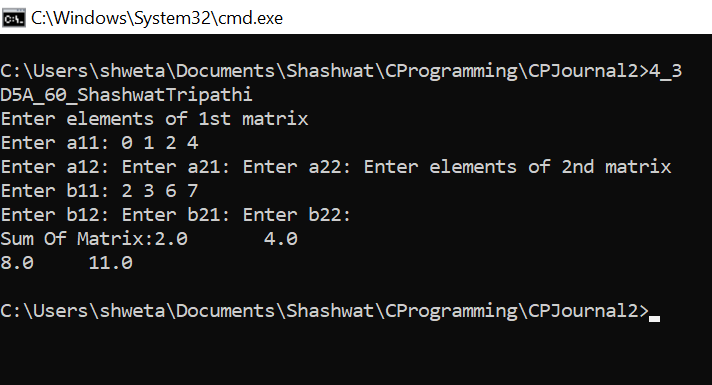 C:\Windows\System32\cmd.exe
C:\Users\shweta\Documents\Shashwat\CProgramming\CPJournal2>4_3
D5A_60_ShashwatTripathi
Enter elements of 1st matrix
Enter a11: 0 1 2 4
Enter a12: Enter a21: Enter a22: Enter elements of 2nd matrix
Enter b11: 2 3 6 7
Enter b12: Enter b21: Enter b22:
Sum Of Matrix:2.0       4.0
8.0     11.0
C:\Users\shweta\Documents\Shashwat\CProgramming\CPJournal2>